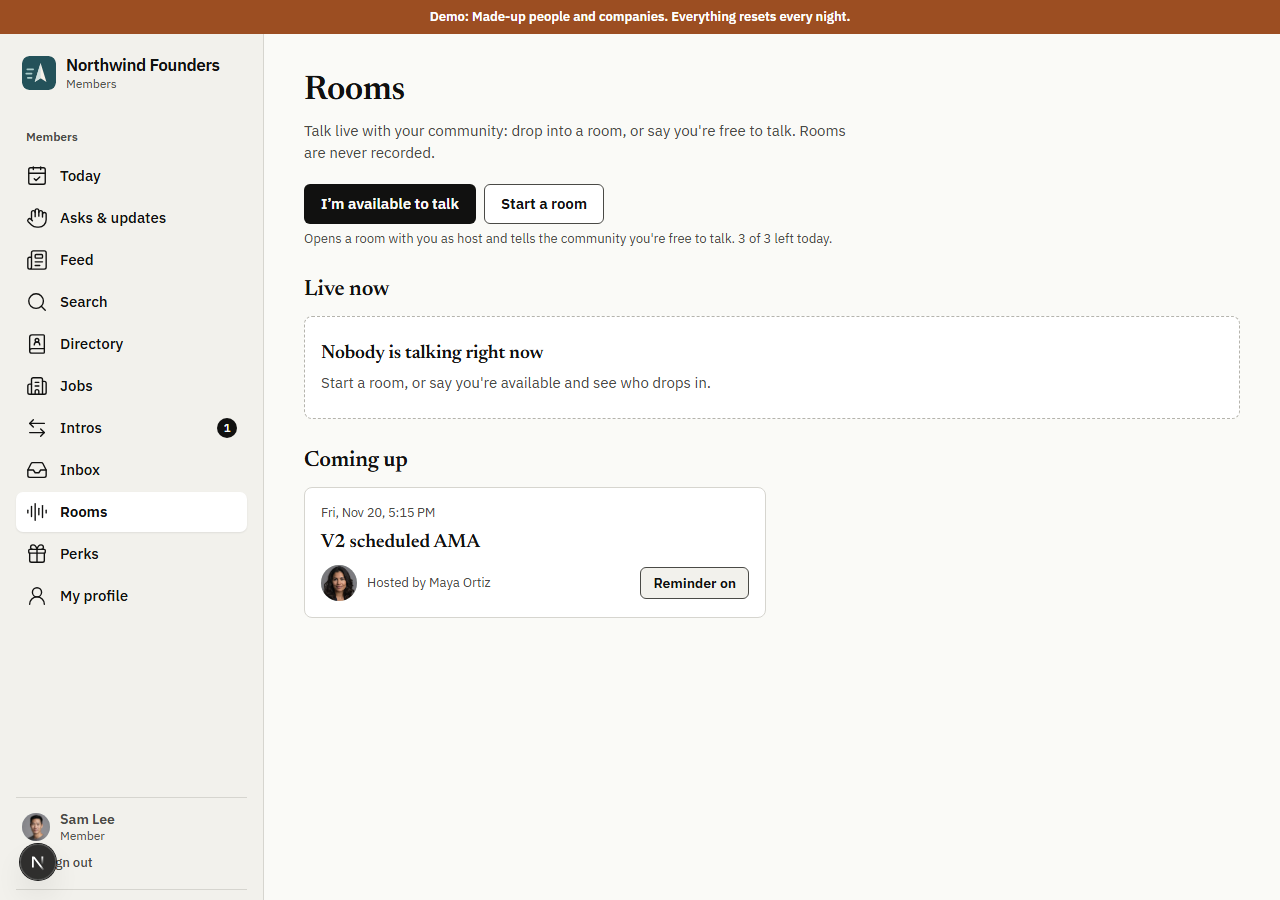 Demo: Made-up people and companies. Everything resets every night.
Northwind Founders
Members
Members
Today
Asks & updates
Feed
Search
Directory
Jobs
Intros
1
Inbox
Rooms
Perks
My profile
Sam Lee
Member
N
gn out
Rooms
Talk live with your community: drop into a room, or say you're free to talk. Rooms
are never recorded.
I’m available to talk
Start a room
Opens a room with you as host and tells the community you're free to talk. 3 of 3 left today.
Live now
Nobody is talking right now
Start a room, or say you're available and see who drops in.
Coming up
Fri, Nov 20, 5:15 PM
V2 scheduled AMA
Hosted by Maya Ortiz
Reminder on